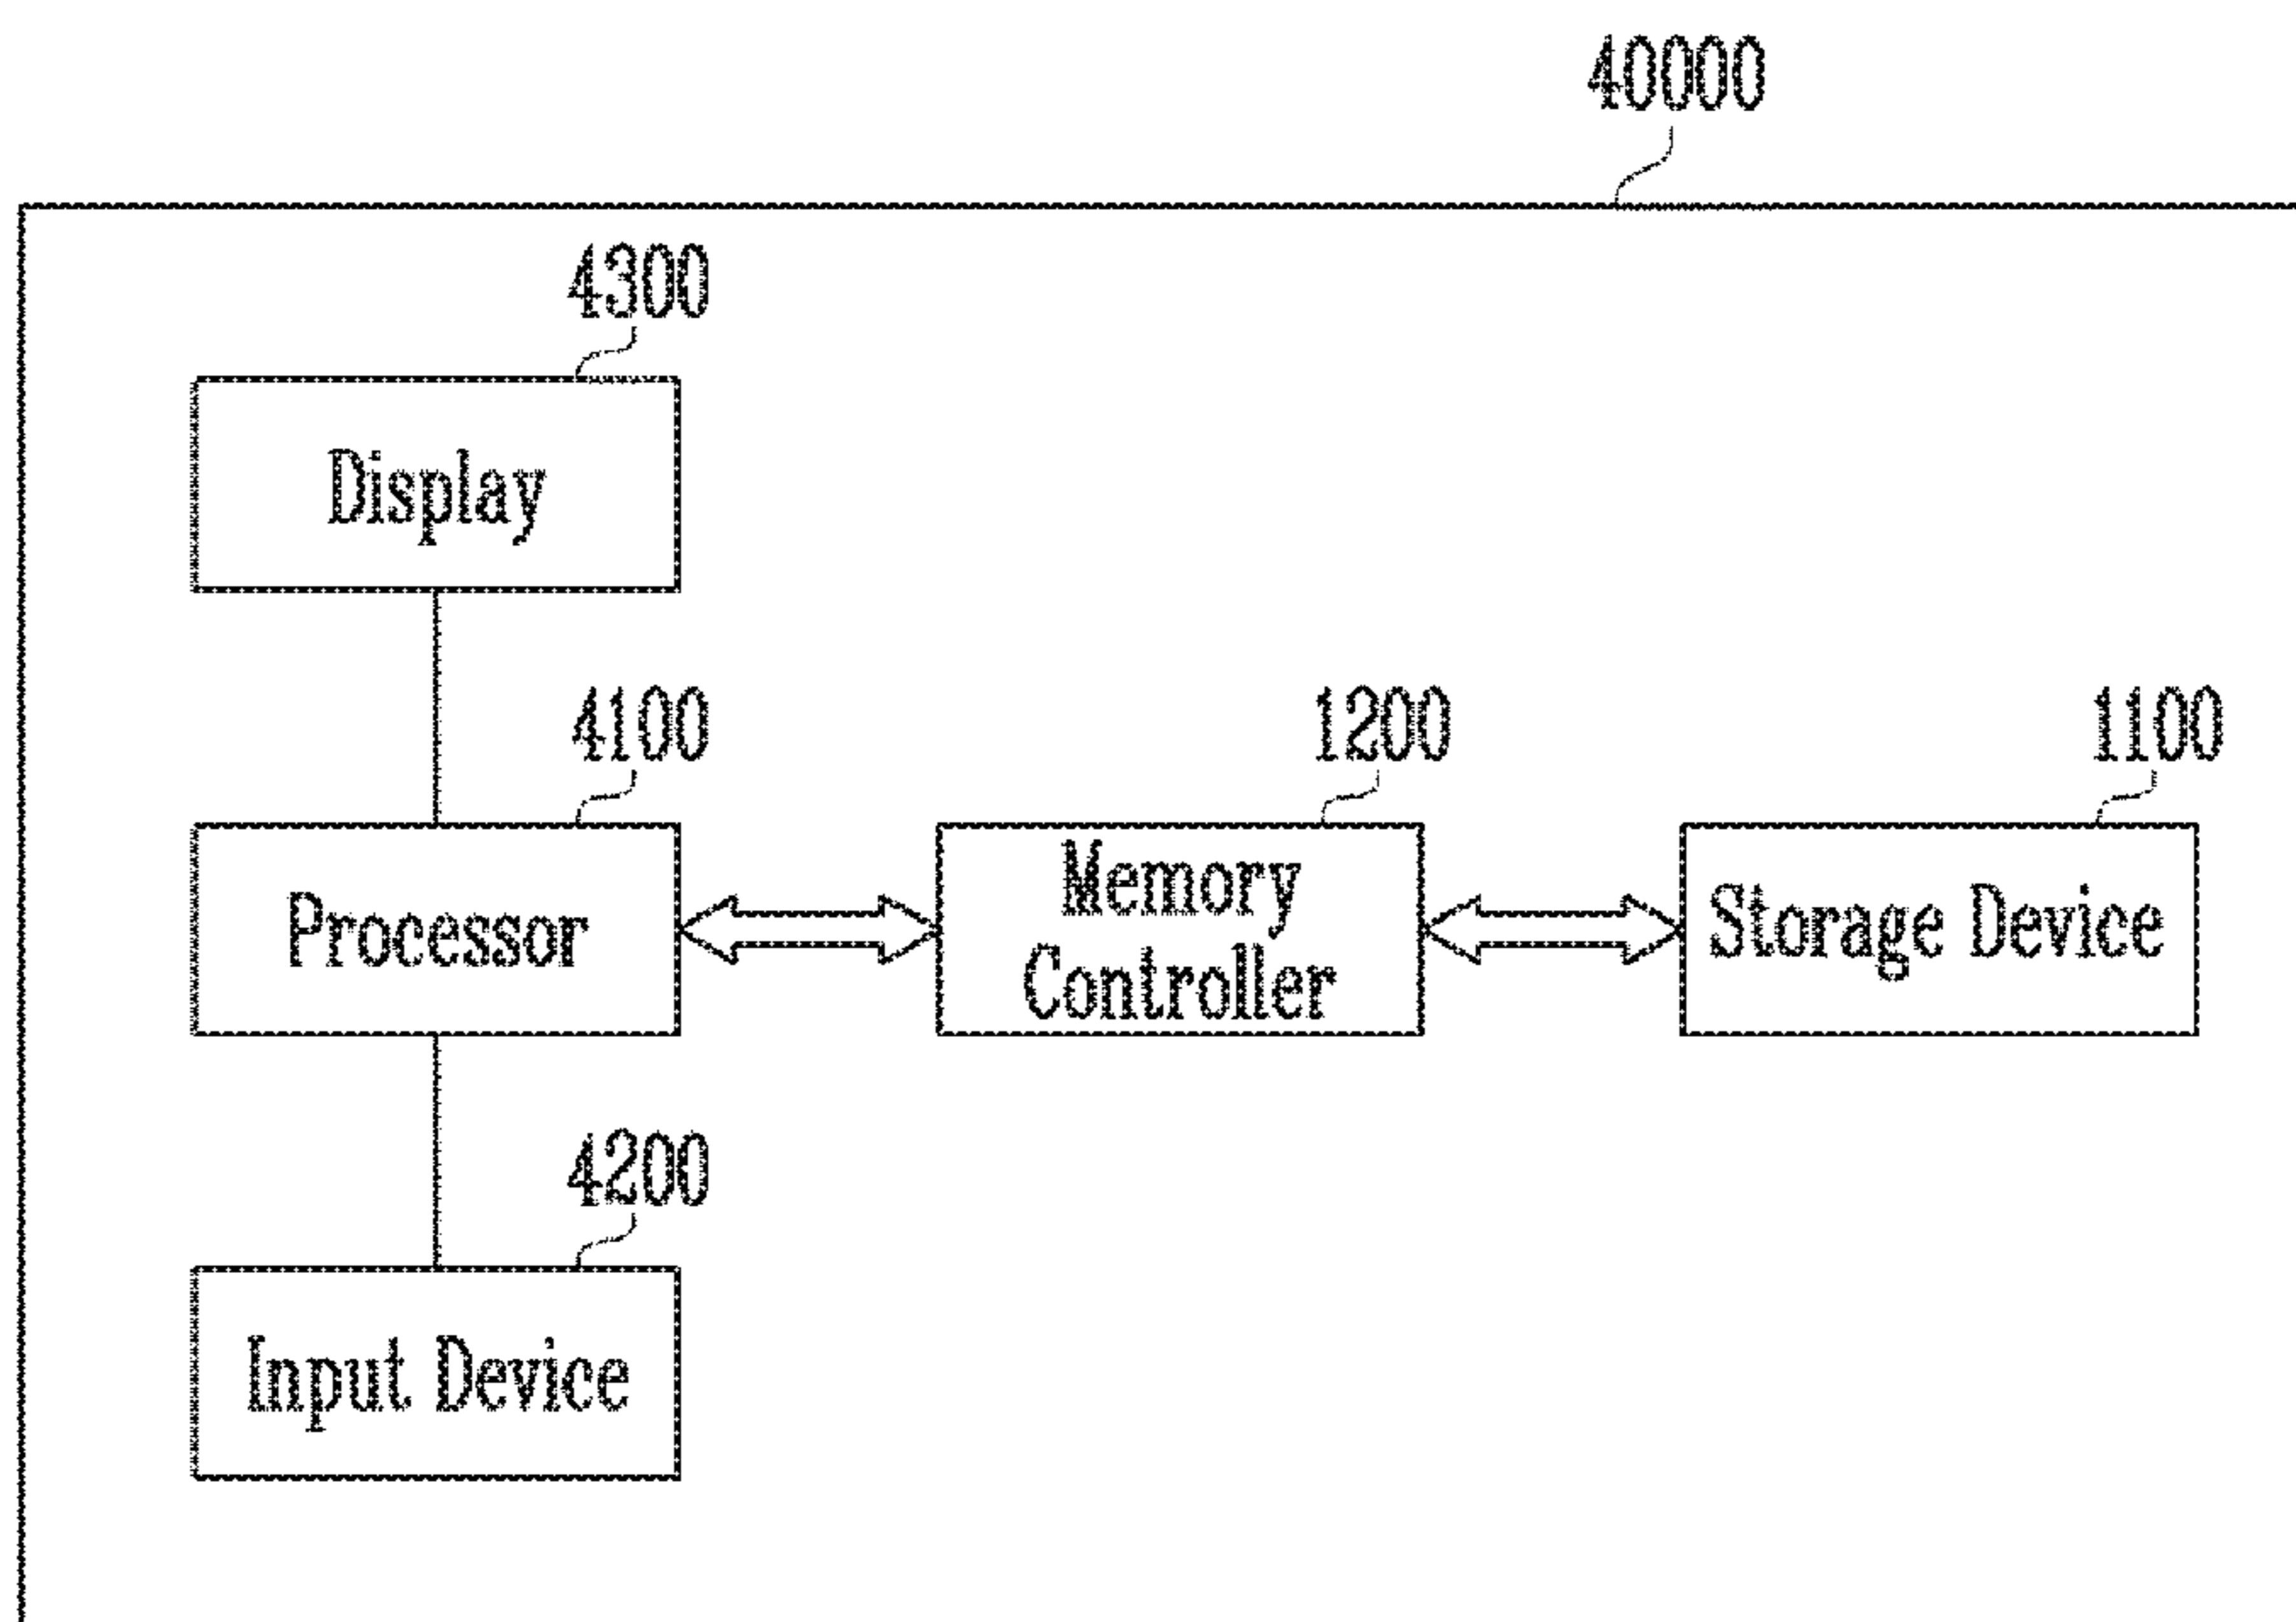 40000
4300
Display
4100
1200
1100
Processor
Memory
Controller
Storage Device
4200
Input Device